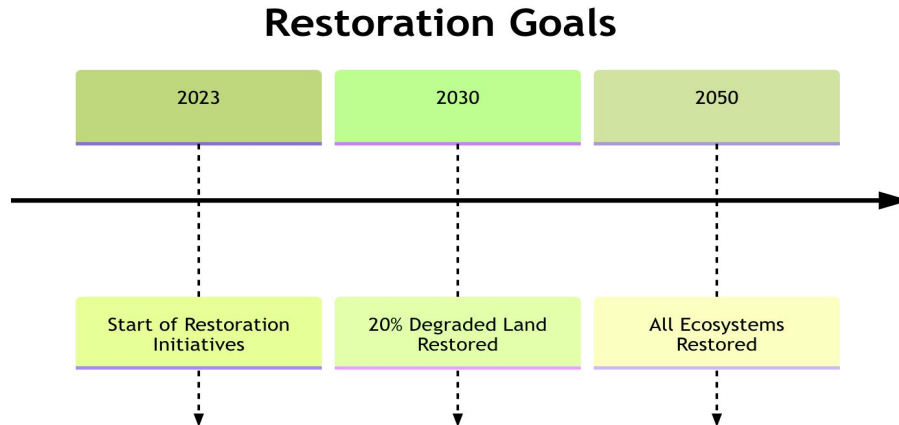 Restoration Goals
2023
2030
2050
Start of Restoration
Initiatives
20% Degraded Land
Restored
All Ecosystems
Restored